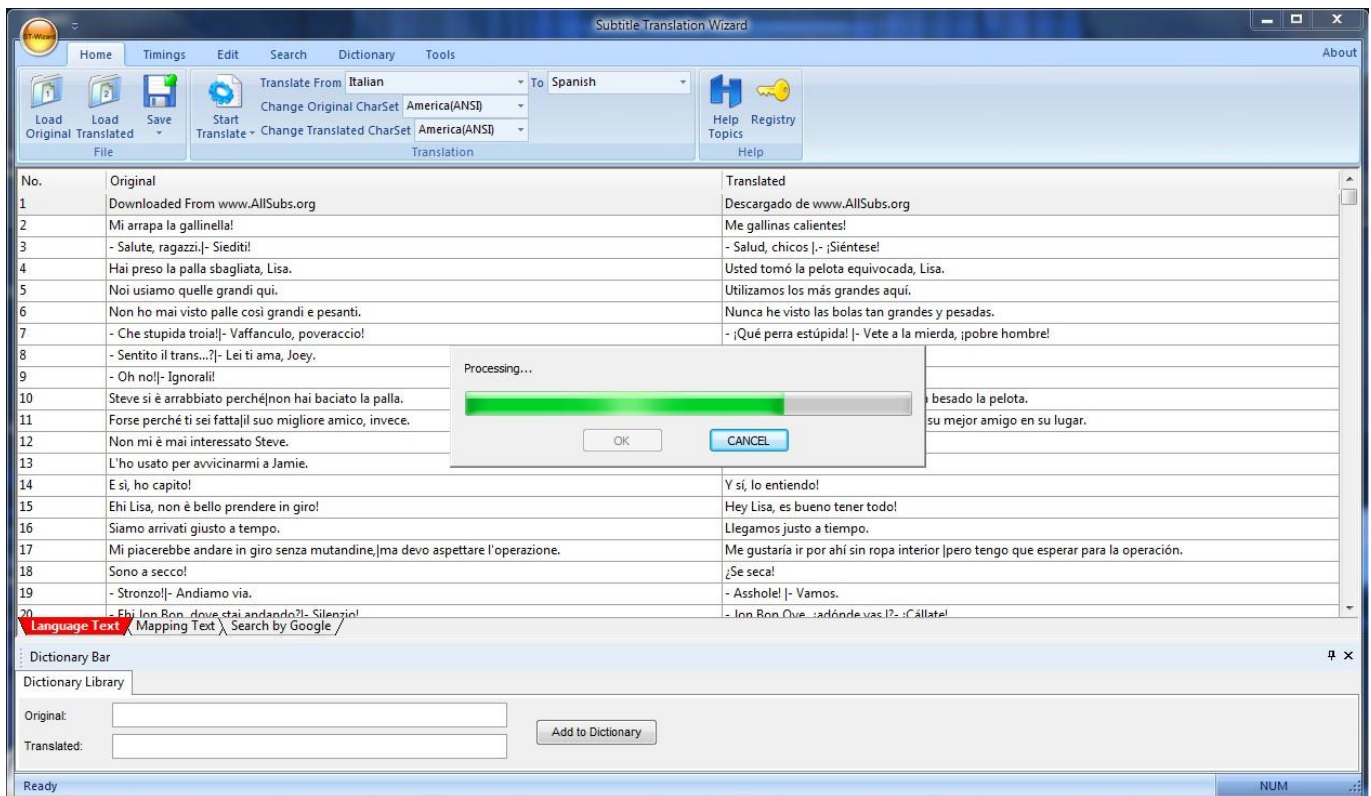 Subtitle Translation Wizard
ST-Wizard
Home Timings Edit Search Dictionary Tools About
Load Original
Load Translated
Save
File
Start Translate
Translate From Italian To Spanish
Change Original CharSet America(ANSI)
Change Translated CharSet America(ANSI)
Translation
Help Topics
Registry
Help
No. Original Translated
1 Downloaded From www.AllSubs.org Descargado de www.AllSubs.org
2 Mi arrapa la gallinella! Me gallinas calientes!
3 - Salute, ragazzi.|- Siediti! - Salud, chicos |.- ¡Siéntese!
4 Hai preso la palla sbagliata, Lisa. Usted tomó la pelota equivocada, Lisa.
5 Noi usiamo quelle grandi qui. Utilizamos los más grandes aquí.
6 Non ho mai visto palle così grandi e pesanti. Nunca he visto las bolas tan grandes y pesadas.
7 - Che stupida troia!|- Vaffanculo, poveraccio! - ¡Qué perra estúpida! |- Vete a la mierda, ¡pobre hombre!
8 - Sentito il trans...?|- Lei ti ama, Joey.
9 - Oh no!|- Ignorali!
10 Steve si è arrabbiato perché|non hai baciato la palla. besado la pelota.
11 Forse perché ti sei fatta|il suo migliore amico, invece. su mejor amigo en su lugar.
12 Non mi è mai interessato Steve.
13 L'ho usato per avvicinarmi a Jamie.
14 E sì, ho capito! Y sí, lo entiendo!
15 Ehi Lisa, non è bello prendere in giro! Hey Lisa, es bueno tener todo!
16 Siamo arrivati giusto a tempo. Llegamos justo a tiempo.
17 Mi piacerebbe andare in giro senza mutandine,|ma devo aspettare l'operazione. Me gustaría ir por ahí sin ropa interior |pero tengo que esperar para la operación.
18 Sono a secco! ¿Se seca!
19 - Stronzo!|- Andiamo via. - Asshole! |- Vamos.
20 - Ehi Jon Bon, dove stai andando?|- Silenzio! - Jon Bon Oye, ¿adónde vas |?- ¡Cállate!
Processing...
OK CANCEL
Language Text Mapping Text Search by Google
Dictionary Bar
Dictionary Library
Original:
Translated:
Add to Dictionary
Ready NUM